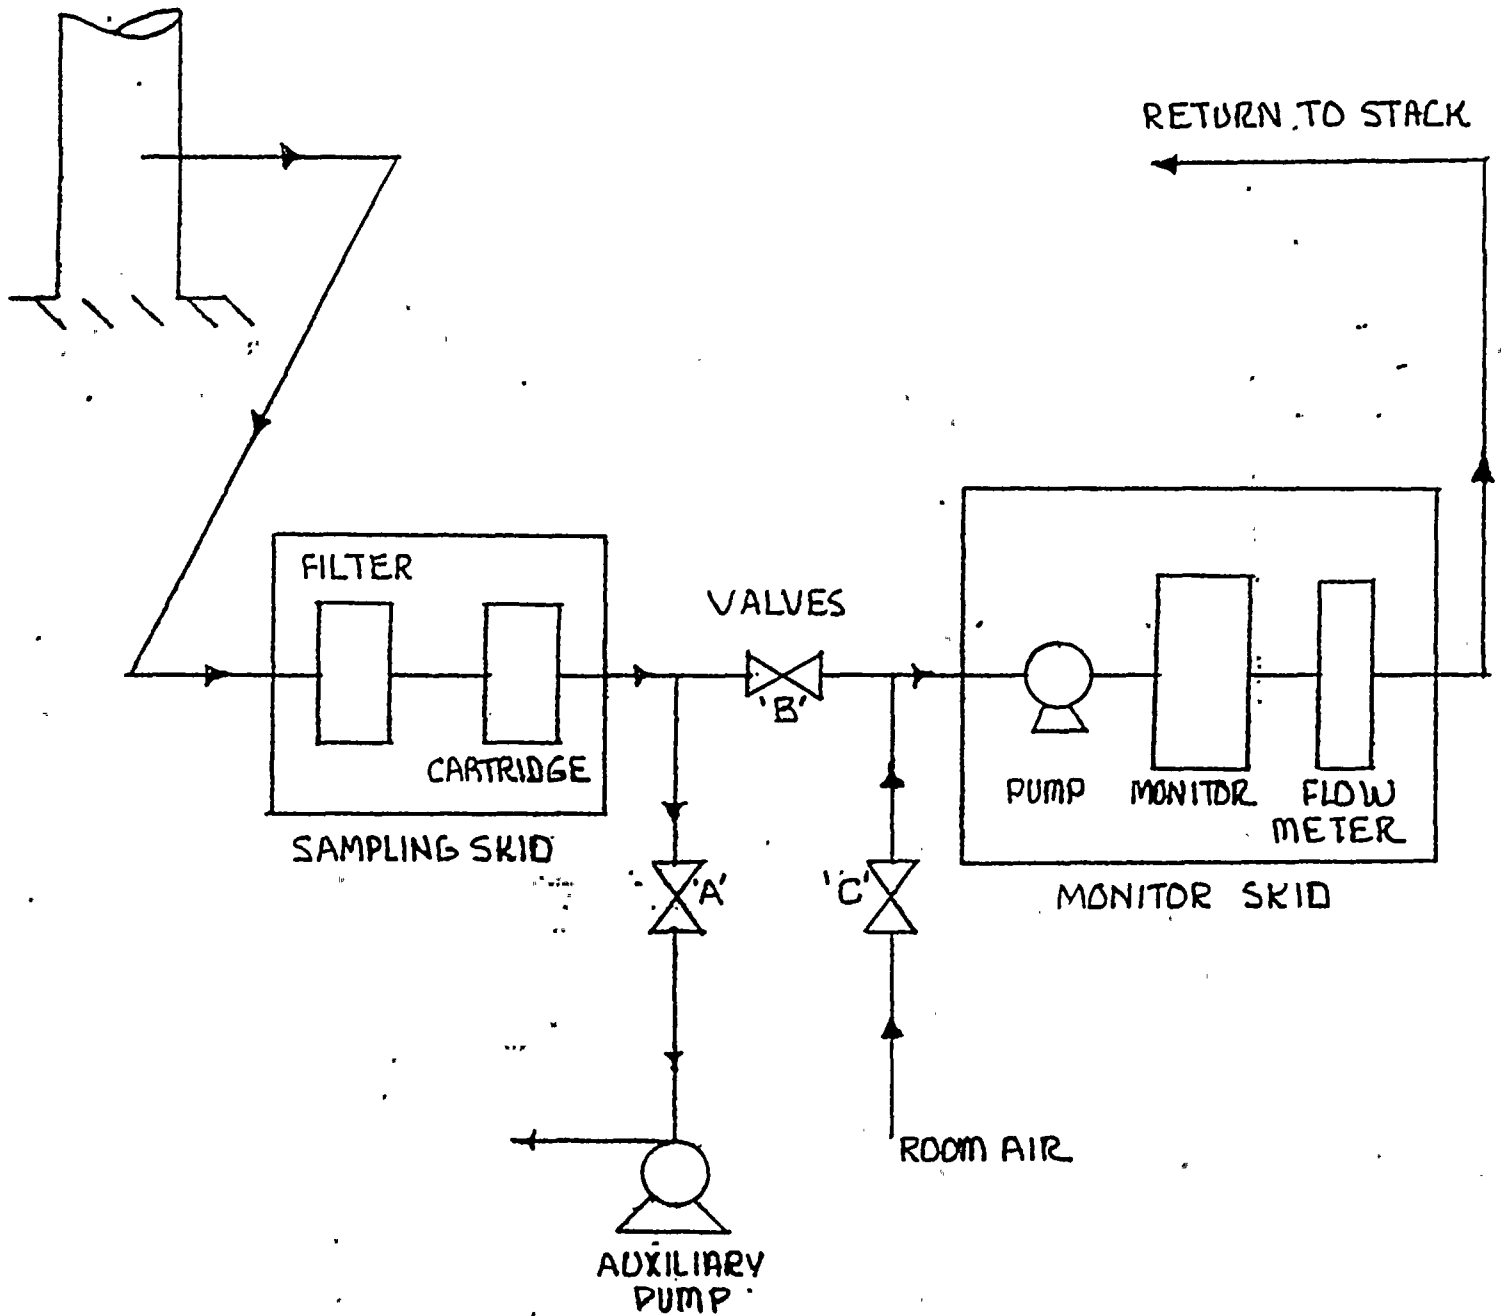 RETURN TO STACK
FILTER
CARTRIDGE
SAMPLING SKID
VALVES
'B'
'A'
'C'
PUMP
MONITOR
FLOW
METER
MONITOR SKID
ROOM AIR
AUXILIARY
PUMP